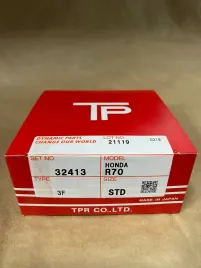 TP
DYNAMIC PARTS
CHANGE OUR WORLD
LOT NO
21119
SET NO
32413
MODEL
HONDA
R70
TYPE
3F
SIZE
STD
MADE IN JAPAN
TPR CO.,LTD.